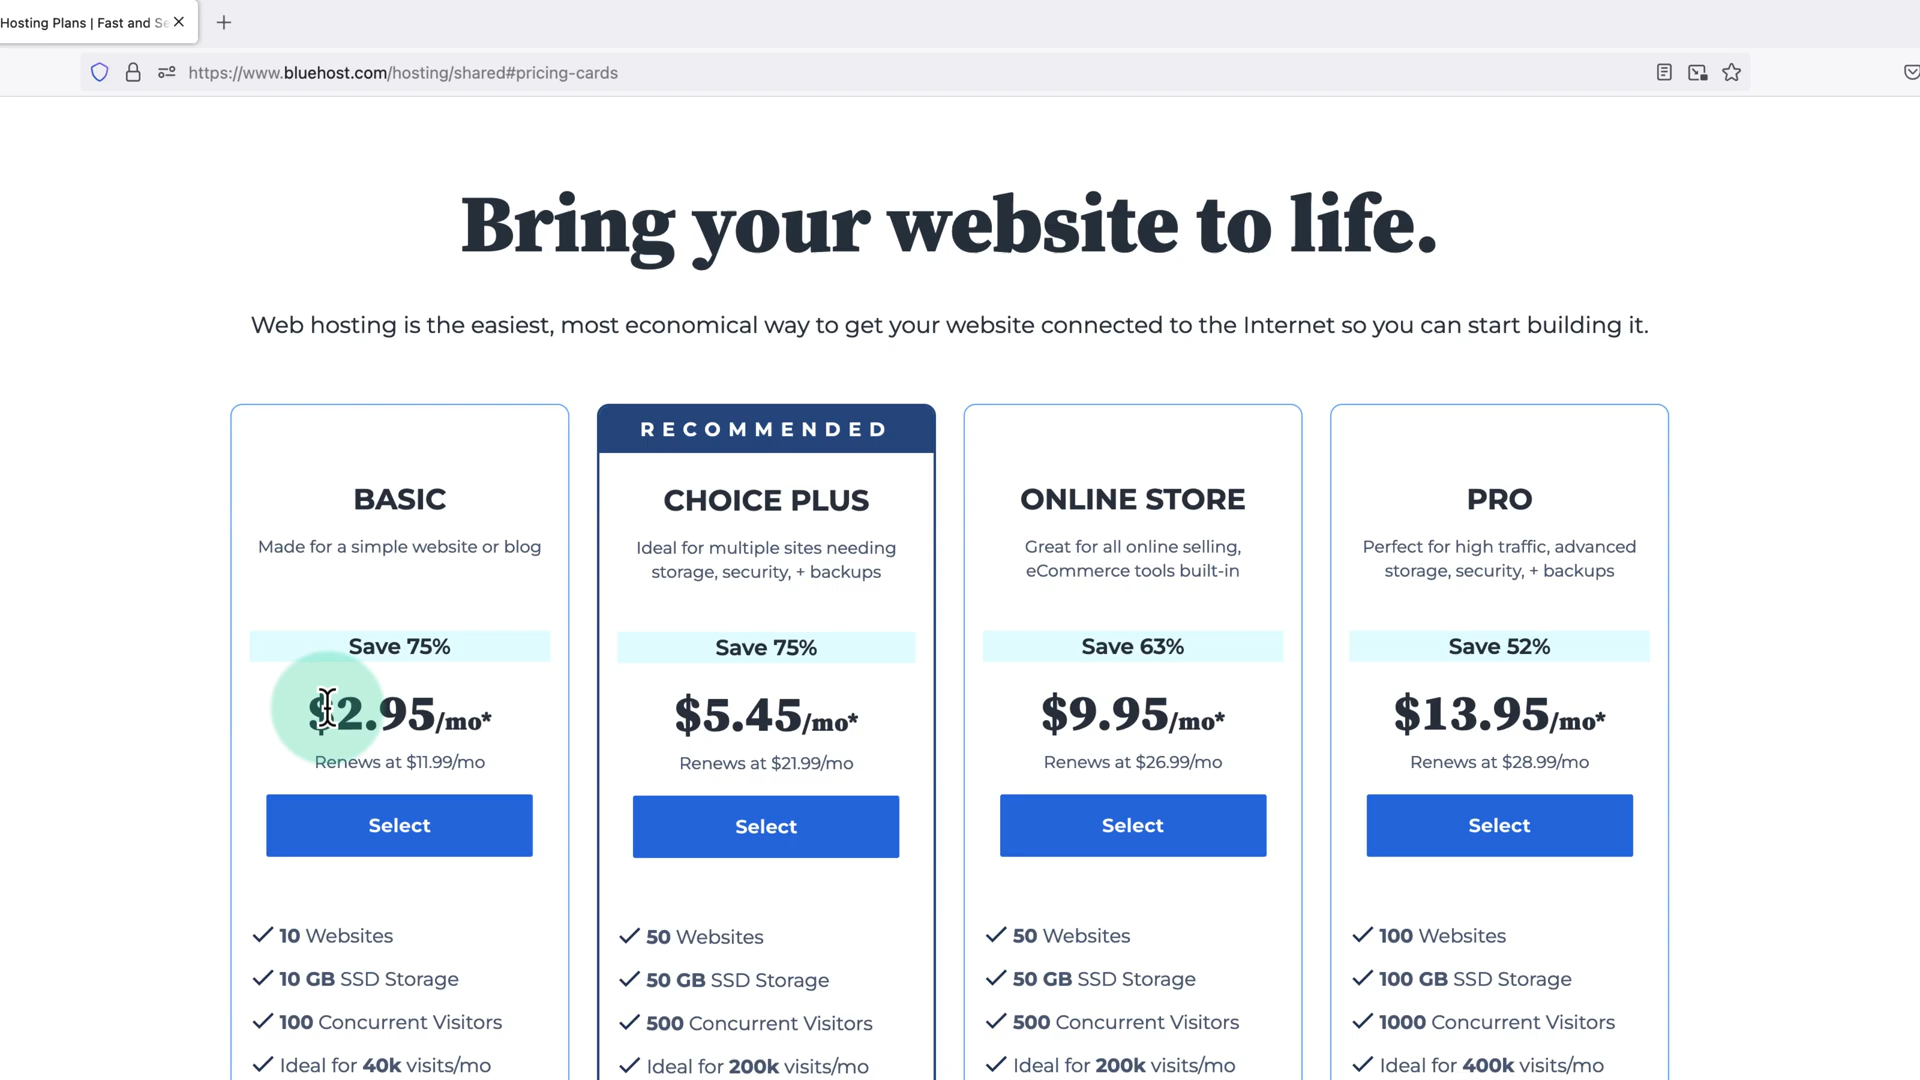 Hosting Plans | Fast and Se
https://www.bluehost.com/hosting/shared#pricing-cards
Bring your website to life.
Web hosting is the easiest, most economical way to get your website connected to the Internet so you can start building it.
BASIC
Made for a simple website or blog
Save 75%
$2.95/mo*
Renews at $11.99/mo
Select
10 Websites
10 GB SSD Storage
100 Concurrent Visitors
Ideal for 40k visits/mo
RECOMMENDED
CHOICE PLUS
Ideal for multiple sites needing
storage, security, + backups
Save 75%
$5.45/mo*
Renews at $21.99/mo
Select
50 Websites
50 GB SSD Storage
500 Concurrent Visitors
Ideal for 200k visits/mo
ONLINE STORE
Great for all online selling,
eCommerce tools built-in
Save 63%
$9.95/mo*
Renews at $26.99/mo
Select
50 Websites
50 GB SSD Storage
500 Concurrent Visitors
Ideal for 200k visits/mo
PRO
Perfect for high traffic, advanced
storage, security, + backups
Save 52%
$13.95/mo*
Renews at $28.99/mo
Select
100 Websites
100 GB SSD Storage
1000 Concurrent Visitors
Ideal for 400k visits/mo